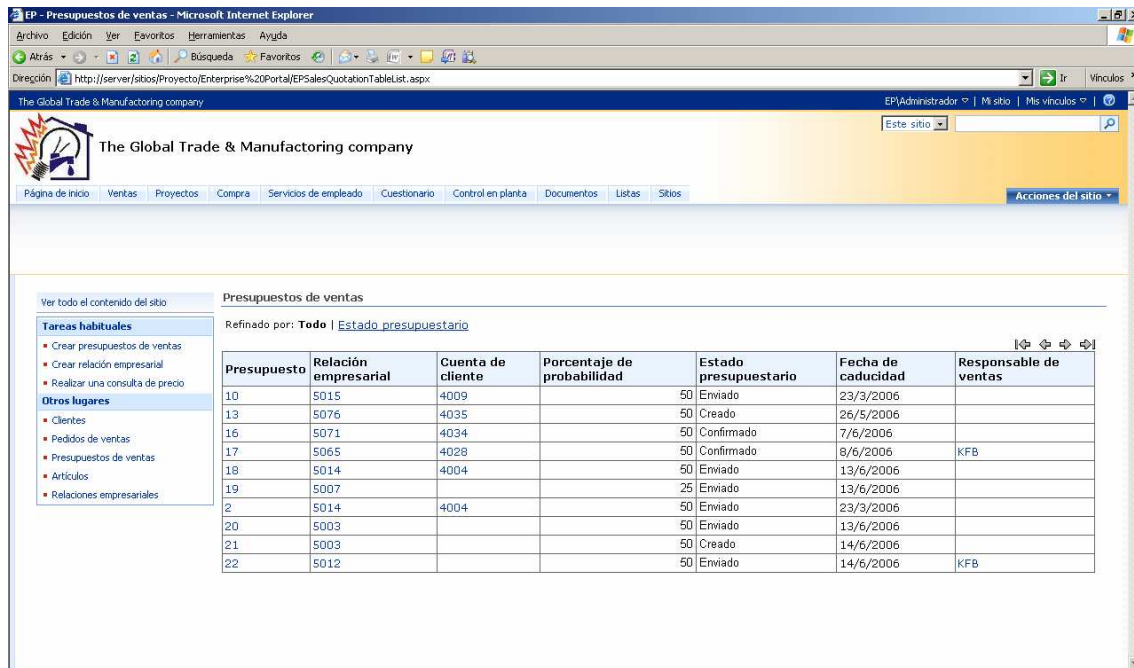 EP - Presupuestos de ventas - Microsoft Internet Explorer
Archivo Edición Ver Favoritos Herramientas Ayuda
Atrás Búsqueda Favoritos
Dirección http://server/sitios/Proyecto/Enterprise%20Portal/EPSalesQuotationTableList.aspx Ir Vínculos
The Global Trade & Manufactoring company EP\Administrador | Mi sitio | Mis vínculos |
Este sitio
The Global Trade & Manufactoring company
Página de inicio Ventas Proyectos Compra Servicios de empleado Cuestionario Control en planta Documentos Listas Sitios Acciones del sitio
Ver todo el contenido del sitio
Tareas habituales
Crear presupuestos de ventas
Crear relación empresarial
Realizar una consulta de precio
Otros lugares
Clientes
Pedidos de ventas
Presupuestos de ventas
Artículos
Relaciones empresariales
Presupuestos de ventas
Refinado por: Todo | Estado presupuestario
Presupuesto Relación empresarial Cuenta de cliente Porcentaje de probabilidad Estado presupuestario Fecha de caducidad Responsable de ventas
10 5015 4009 50 Enviado 23/3/2006
13 5076 4035 50 Creado 26/5/2006
16 5071 4034 50 Confirmado 7/6/2006
17 5065 4028 50 Confirmado 8/6/2006 KFB
18 5014 4004 50 Enviado 13/6/2006
19 5007 25 Enviado 13/6/2006
2 5014 4004 50 Enviado 23/3/2006
20 5003 50 Enviado 13/6/2006
21 5003 50 Creado 14/6/2006
22 5012 50 Enviado 14/6/2006 KFB